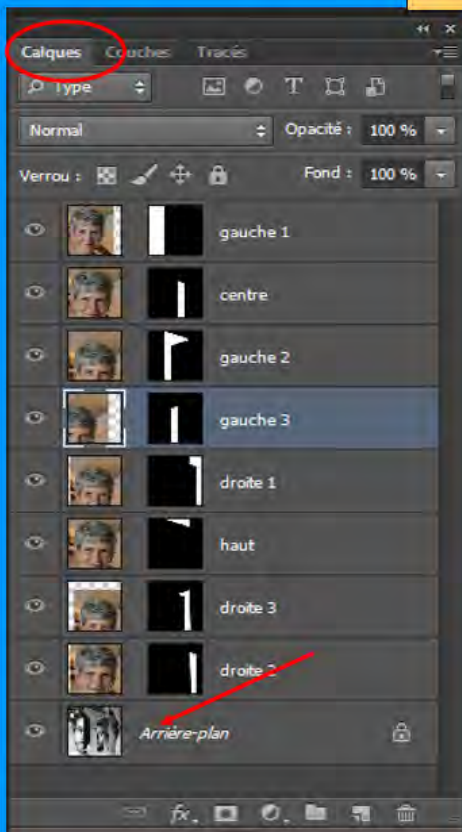 Calques Couches Tracés
Type
Normal Opacité : 100 %
Verrou : Fond : 100 %
gauche 1
centre
gauche 2
gauche 3
droite 1
haut
droite 3
droite 2
Arrière-plan
fx